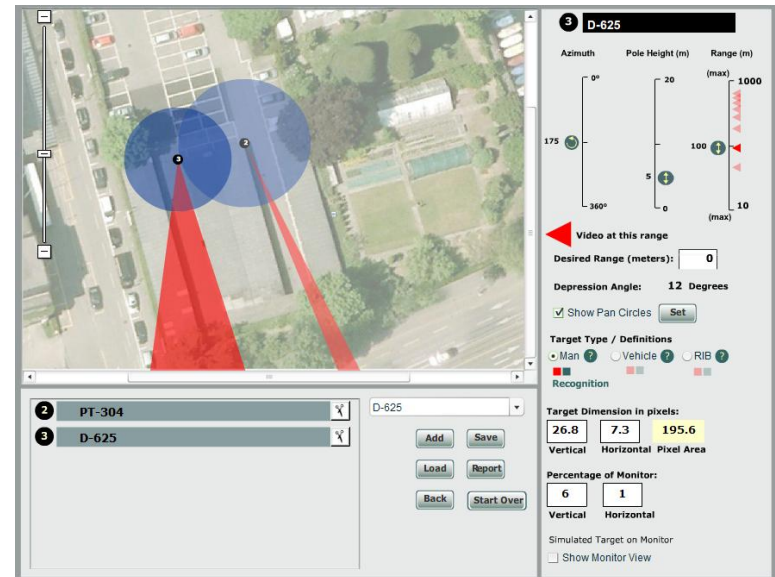 3 D-625
Azimuth Pole Height (m) Range (m)
(max)
0º 20 1000
175 100
5
360º 0 10
(max)
Video at this range
Desired Range (meters): 0
Depression Angle: 12 Degrees
Show Pan Circles Set
Target Type / Definitions
Man ? Vehicle ? RIB ?
Recognition
Target Dimension in pixels:
26.8 7.3 195.6
Vertical Horizontal Pixel Area
Percentage of Monitor:
6 1
Vertical Horizontal
Simulated Target on Monitor
Show Monitor View
3 2
2 PT-304
3 D-625
D-625
Add Save
Load Report
Back Start Over